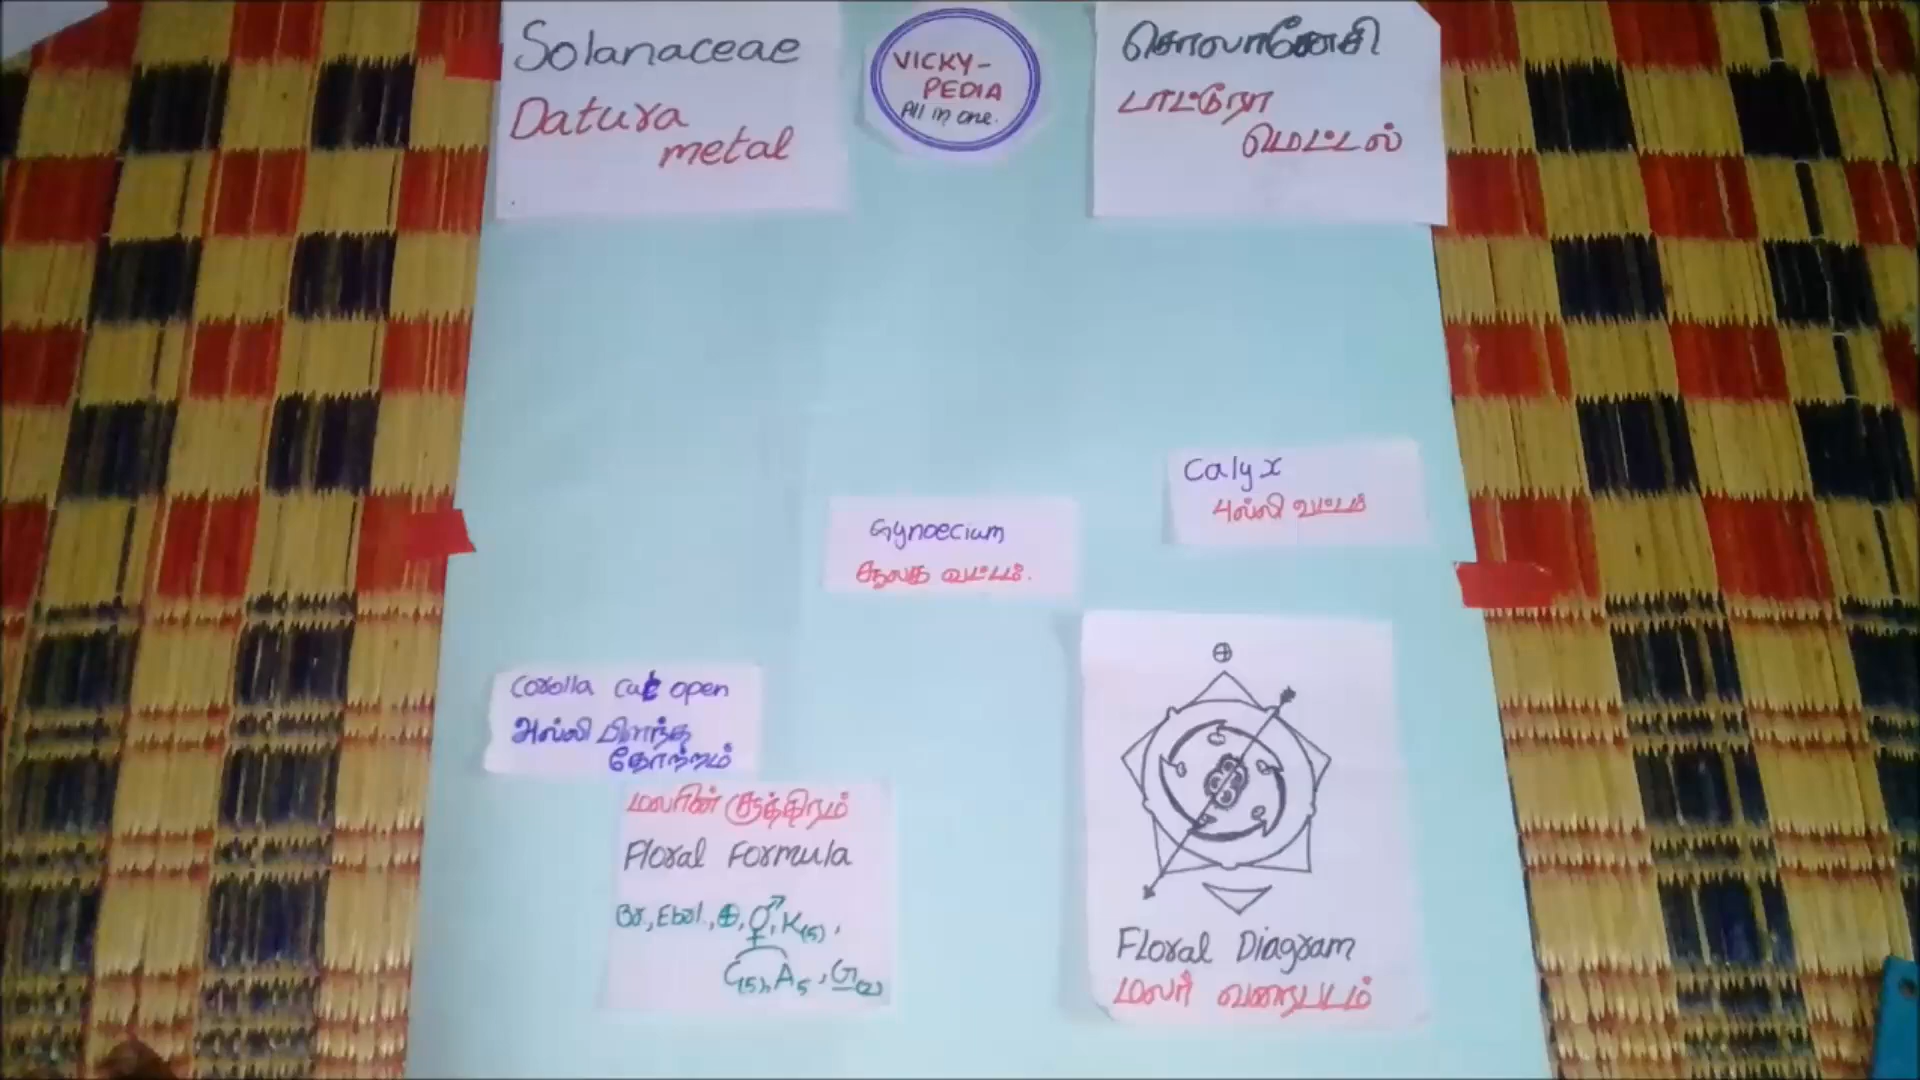 Solanaceae
Datura
metal
VICKY-
PEDIA
All in one.
சொலானேசி
டாட்டூரா
மெட்டல்
Calyx
புல்லி வட்டம்
Gynoecium
சூலக வட்டம்.
Corolla cut open
அல்லி பிளந்த
தோற்றம்
மலரின் சூத்திரம்
Floral Formula
Br., Ebrl., ⊕, ⚥, K(5),
C(5), A5, G(2)
⊕
Floral Diagram
மலர் வரைபடம்